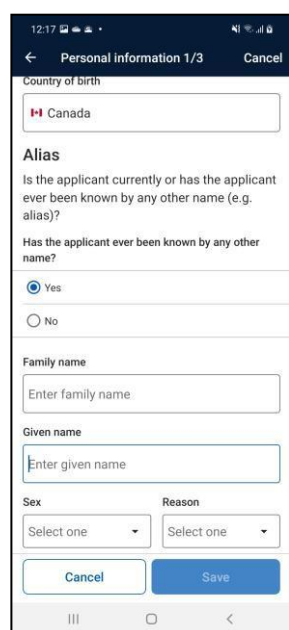 12:17
Personal information 1/3 Cancel
Country of birth
Canada
Alias
Is the applicant currently or has the applicant
ever been known by any other name (e.g.
alias)?
Has the applicant ever been known by any other
name?
Yes
No
Family name
Enter family name
Given name
Enter given name
Sex Reason
Select one Select one
Cancel Save